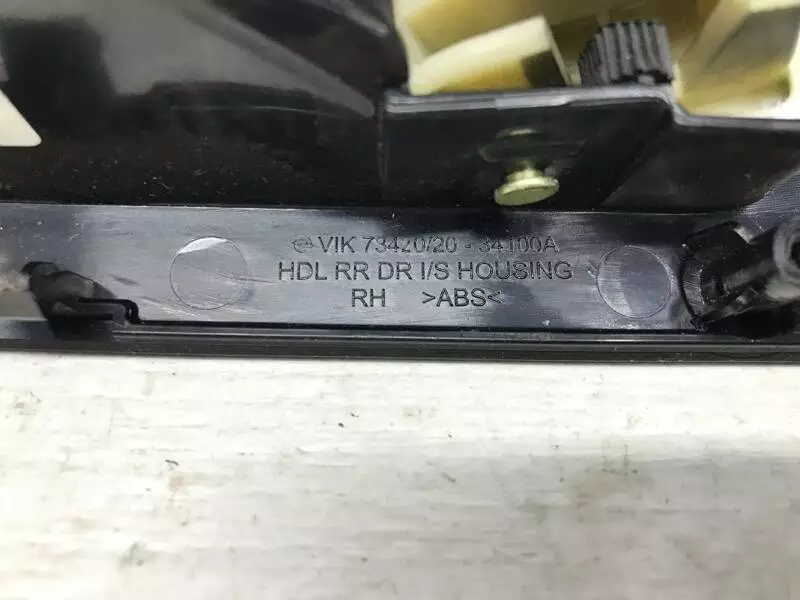 VIK 73420/20 - 34100A
HDL RR DR I/S HOUSING
RH >ABS<